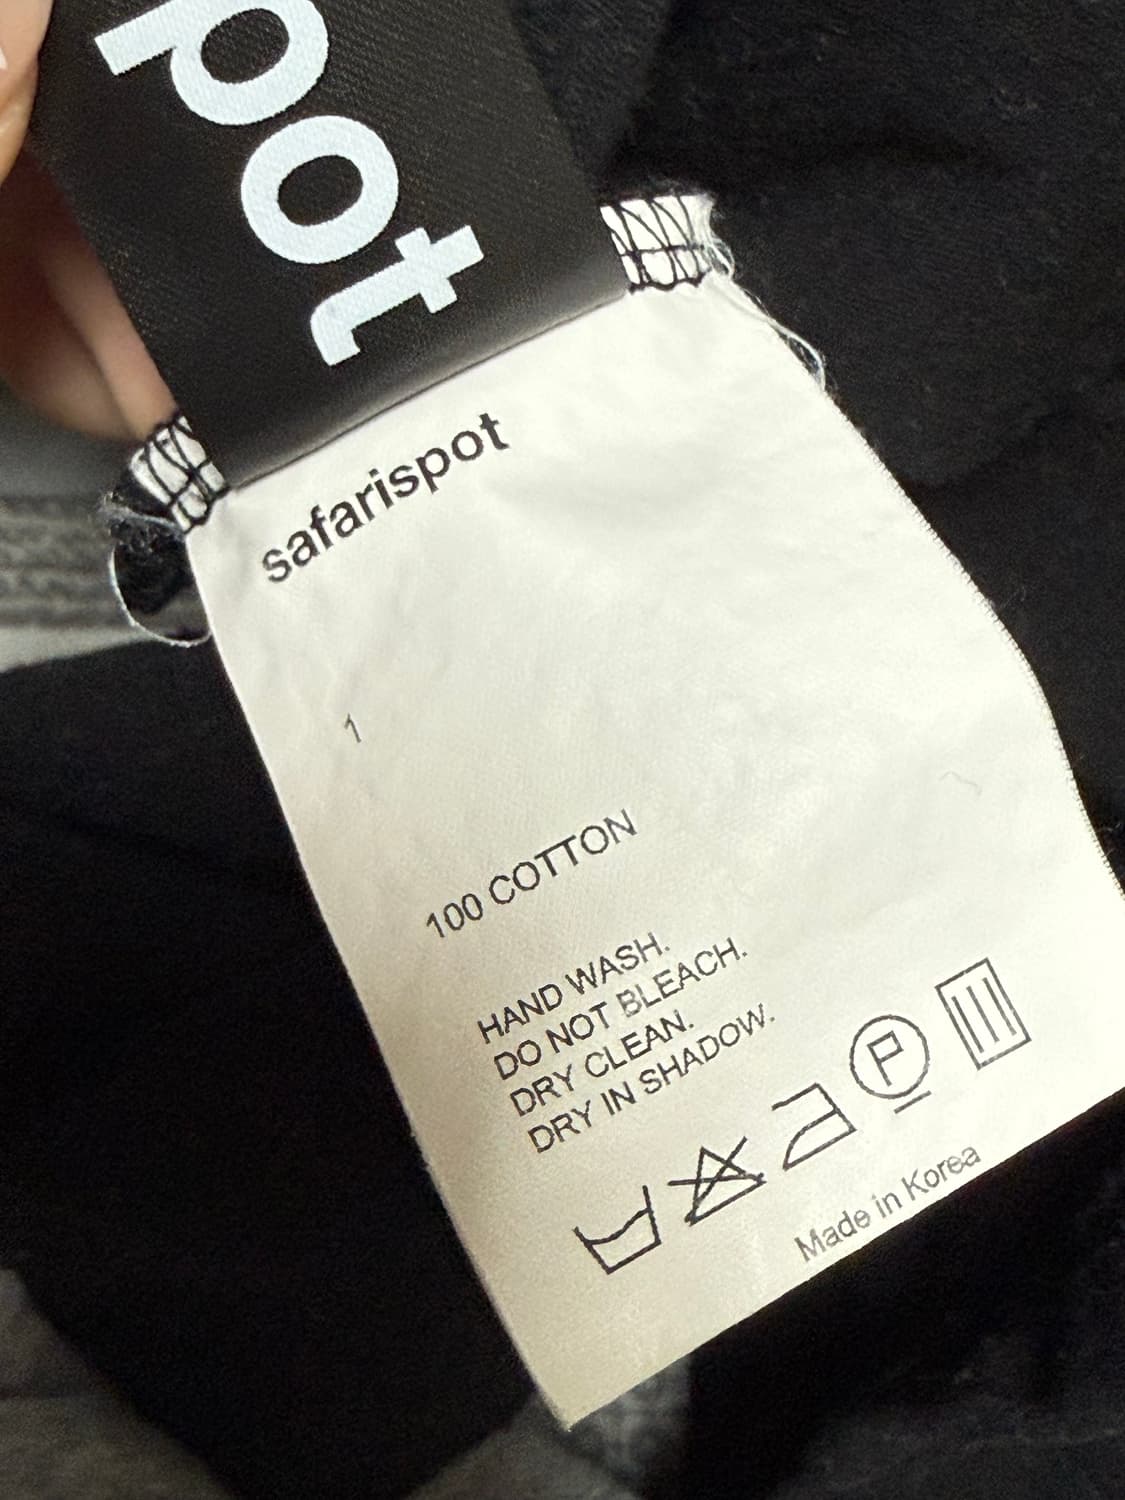 pot
safarispot
1
100 COTTON
HAND WASH.
DO NOT BLEACH.
DRY CLEAN.
DRY IN SHADOW.
P
Made in Korea